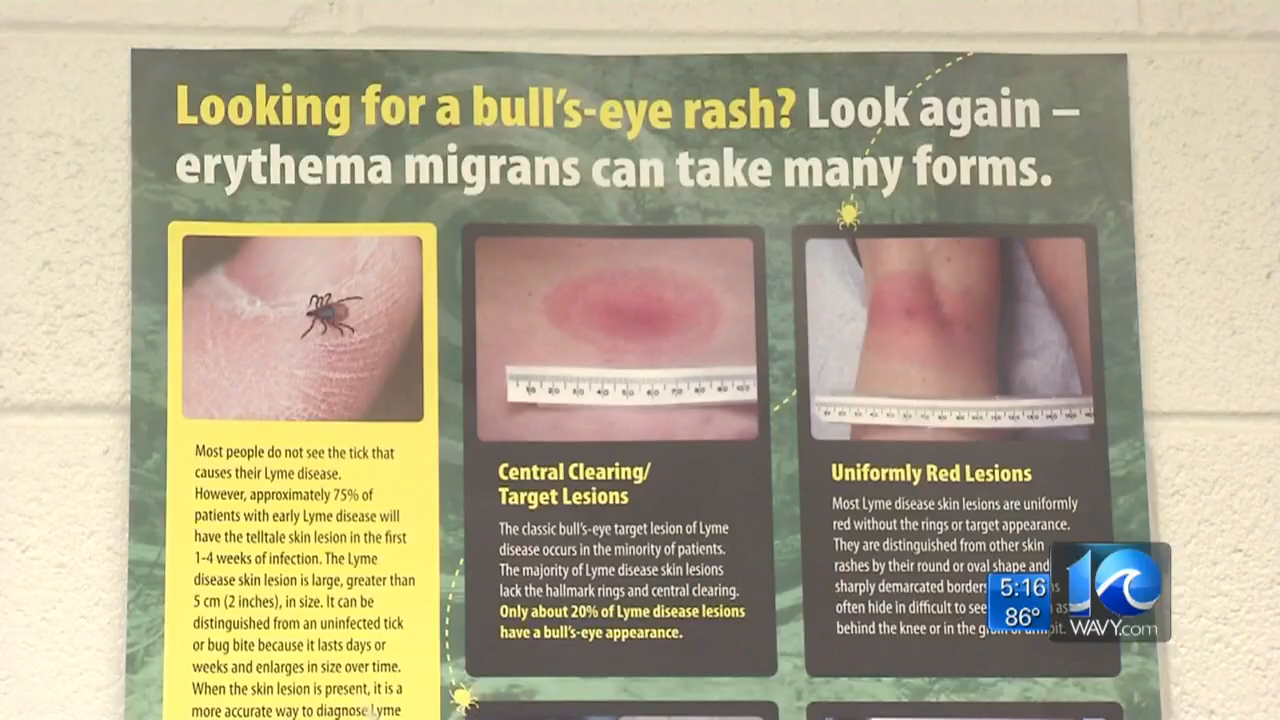 Looking for a bull's-eye rash? Look again –
erythema migrans can take many forms.
Most people do not see the tick that
causes their Lyme disease.
However, approximately 75% of
patients with early Lyme disease will
have the telltale skin lesion in the first
1-4 weeks of infection. The Lyme
disease skin lesion is large, greater than
5 cm (2 inches), in size. It can be
distinguished from an uninfected tick
or bug bite because it lasts days or
weeks and enlarges in size over time.
When the skin lesion is present, it is a
more accurate way to diagnose Lyme
Central Clearing/
Target Lesions
The classic bull's-eye target lesion of Lyme
disease occurs in the minority of patients.
The majority of Lyme disease skin lesions
lack the hallmark rings and central clearing.
Only about 20% of Lyme disease lesions
have a bull's-eye appearance.
Uniformly Red Lesions
Most Lyme disease skin lesions are uniformly
red without the rings or target appearance.
They are distinguished from other skin
rashes by their round or oval shape and
sharply demarcated borders
often hide in difficult to see as
behind the knee or in the groin or armpit.
5:16
86°
10
WAVY.com